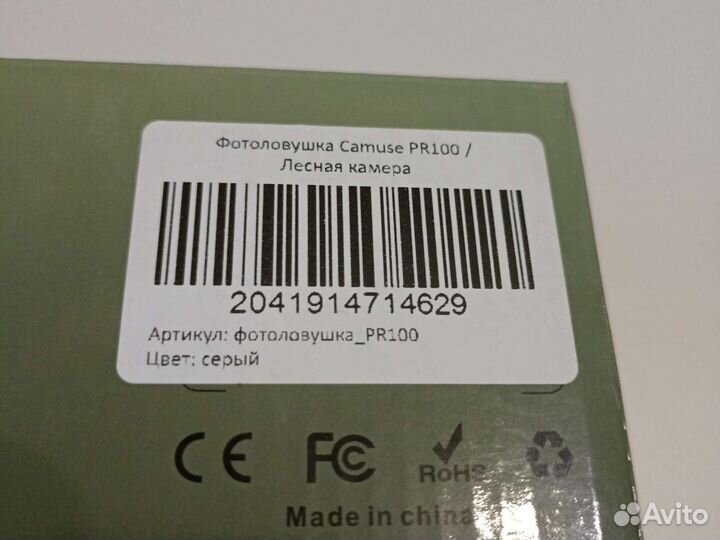 Фотоловушка Camuse PR100 /
Лесная камера
2041914714629
Артикул: фотоловушка_PR100
Цвет: серый
CE FC RoHS
Made in china
Avito